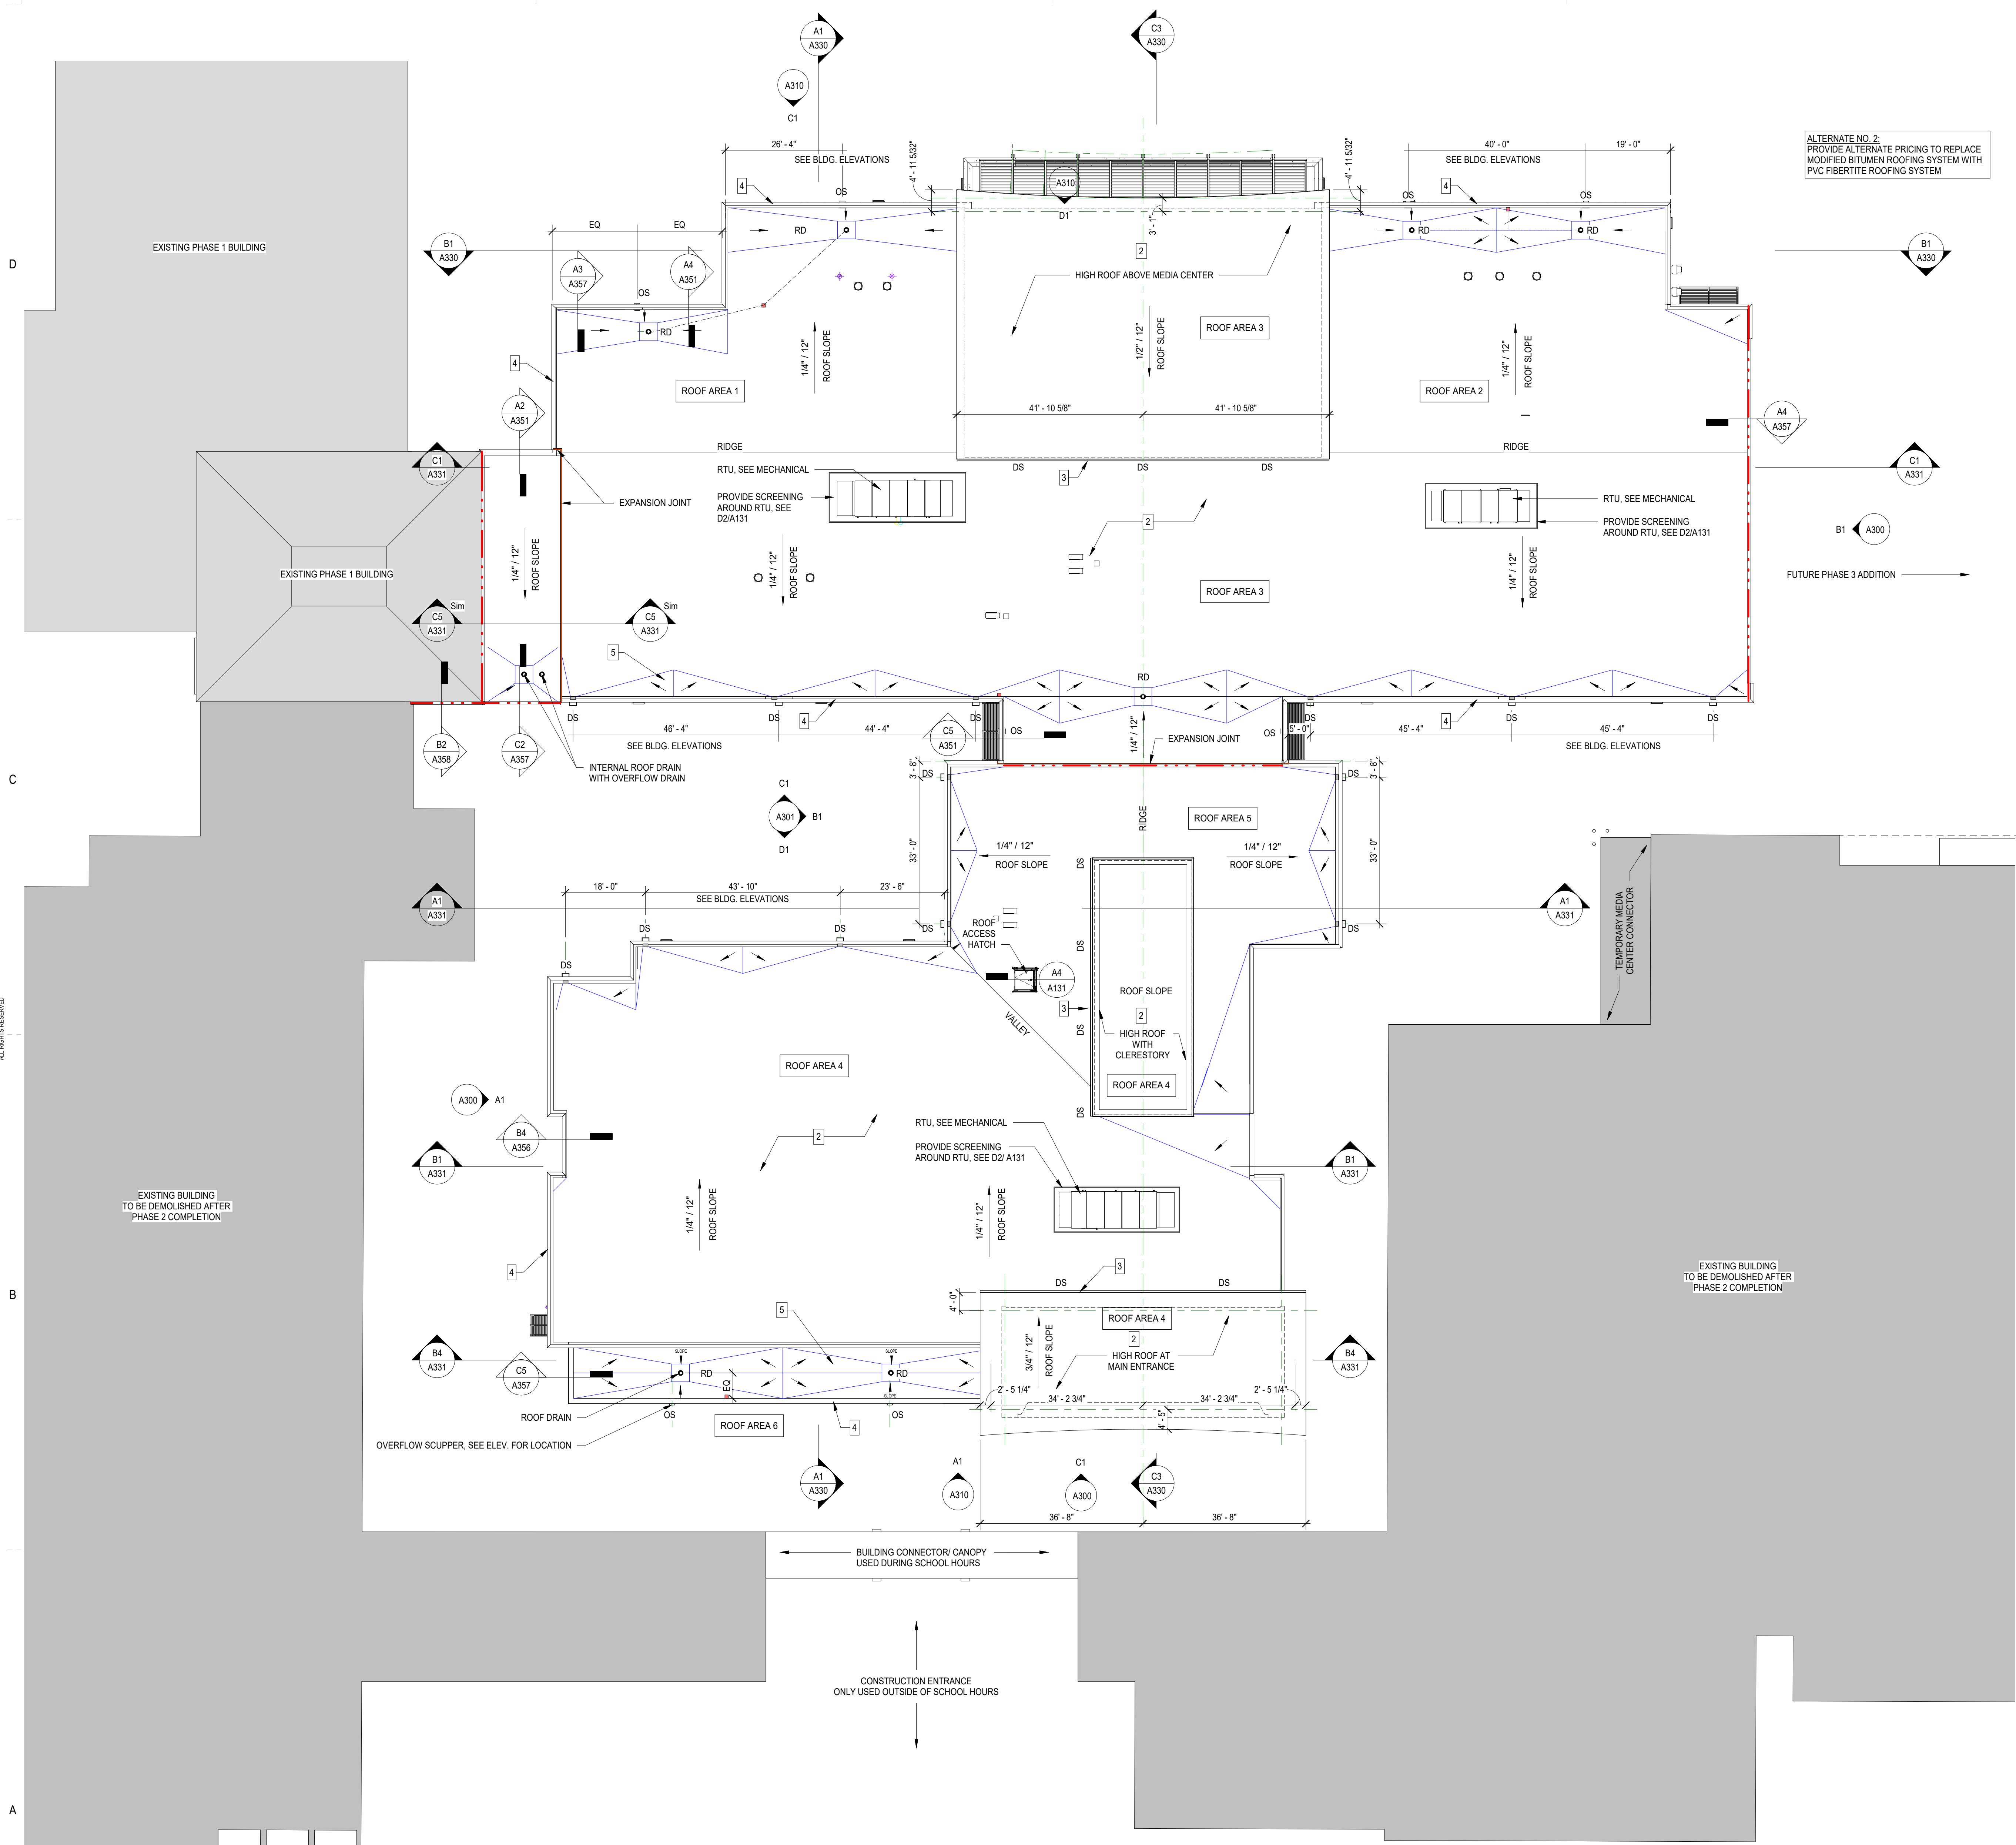 A1
A330
C3
A330
A310
C1
ALTERNATE NO. 2:
PROVIDE ALTERNATE PRICING TO REPLACE
MODIFIED BITUMEN ROOFING SYSTEM WITH
PVC FIBERTITE ROOFING SYSTEM
26' - 4"
SEE BLDG. ELEVATIONS
4' - 11 5/32"
4' - 11 5/32"
40' - 0"
19' - 0"
SEE BLDG. ELEVATIONS
4
OS
A310
D1
3' - 1"
OS
4
OS
EXISTING PHASE 1 BUILDING
EQ
EQ
RD
RD
RD
B1
A330
B1
A330
A3
A357
A4
A351
2
HIGH ROOF ABOVE MEDIA CENTER
OS
RD
D
4
1/4" / 12"
ROOF SLOPE
1/2" / 12"
ROOF SLOPE
ROOF AREA 3
1/4" / 12"
ROOF SLOPE
ROOF AREA 1
ROOF AREA 2
A2
A351
41' - 10 5/8"
41' - 10 5/8"
A4
A357
RIDGE
RIDGE
C1
A331
C1
A331
DS
DS
DS
3
RTU, SEE MECHANICAL
PROVIDE SCREENING
AROUND RTU, SEE
D2/A131
EXPANSION JOINT
RTU, SEE MECHANICAL
PROVIDE SCREENING
AROUND RTU, SEE D2/A131
2
B1
A300
1/4" / 12"
ROOF SLOPE
1/4" / 12"
ROOF SLOPE
1/4" / 12"
ROOF SLOPE
EXISTING PHASE 1 BUILDING
FUTURE PHASE 3 ADDITION
ROOF AREA 3
Sim
C5
A331
Sim
C5
A331
5
RD
DS
DS
4
DS
DS
4
DS
DS
46' - 4"
44' - 4"
SEE BLDG. ELEVATIONS
OS
OS
5' - 0"
45' - 4"
45' - 4"
SEE BLDG. ELEVATIONS
B2
A358
C2
A357
C5
A351
1/4" / 12"
EXPANSION JOINT
INTERNAL ROOF DRAIN
WITH OVERFLOW DRAIN
C
3' - 8"
DS
DS
3' - 8"
C1
A301
B1
D1
RIDGE
ROOF AREA 5
33' - 0"
33' - 0"
1/4" / 12"
ROOF SLOPE
1/4" / 12"
ROOF SLOPE
DS
18' - 0"
43' - 10"
23' - 6"
SEE BLDG. ELEVATIONS
A1
A331
A1
A331
TEMPORARY MEDIA
CENTER CONNECTOR
ROOF
ACCESS
HATCH
DS
DS
DS
DS
DS
DS
A4
A131
ROOF SLOPE
3
2
DS
VALLEY
HIGH ROOF
WITH
CLERESTORY
ALL RIGHTS RESERVED
ROOF AREA 4
ROOF AREA 4
A300
A1
DS
RTU, SEE MECHANICAL
B4
A356
2
PROVIDE SCREENING
AROUND RTU, SEE D2/ A131
B1
A331
B1
A331
EXISTING BUILDING
TO BE DEMOLISHED AFTER
PHASE 2 COMPLETION
1/4" / 12"
ROOF SLOPE
1/4" / 12"
ROOF SLOPE
4
3
DS
DS
EXISTING BUILDING
TO BE DEMOLISHED AFTER
PHASE 2 COMPLETION
B
5
4' - 0"
ROOF AREA 4
2
3/4" / 12"
ROOF SLOPE
HIGH ROOF AT
MAIN ENTRANCE
B4
A331
B4
A331
SLOPE
SLOPE
C5
A357
RD
EQ
RD
SLOPE
2' - 5 1/4"
34' - 2 3/4"
34' - 2 3/4"
2' - 5 1/4"
ROOF DRAIN
OS
OS
ROOF AREA 6
4
4' - 5"
OVERFLOW SCUPPER, SEE ELEV. FOR LOCATION
A1
A330
A1
A310
C1
A300
C3
A330
36' - 8"
36' - 8"
BUILDING CONNECTOR/ CANOPY
USED DURING SCHOOL HOURS
CONSTRUCTION ENTRANCE
ONLY USED OUTSIDE OF SCHOOL HOURS
A